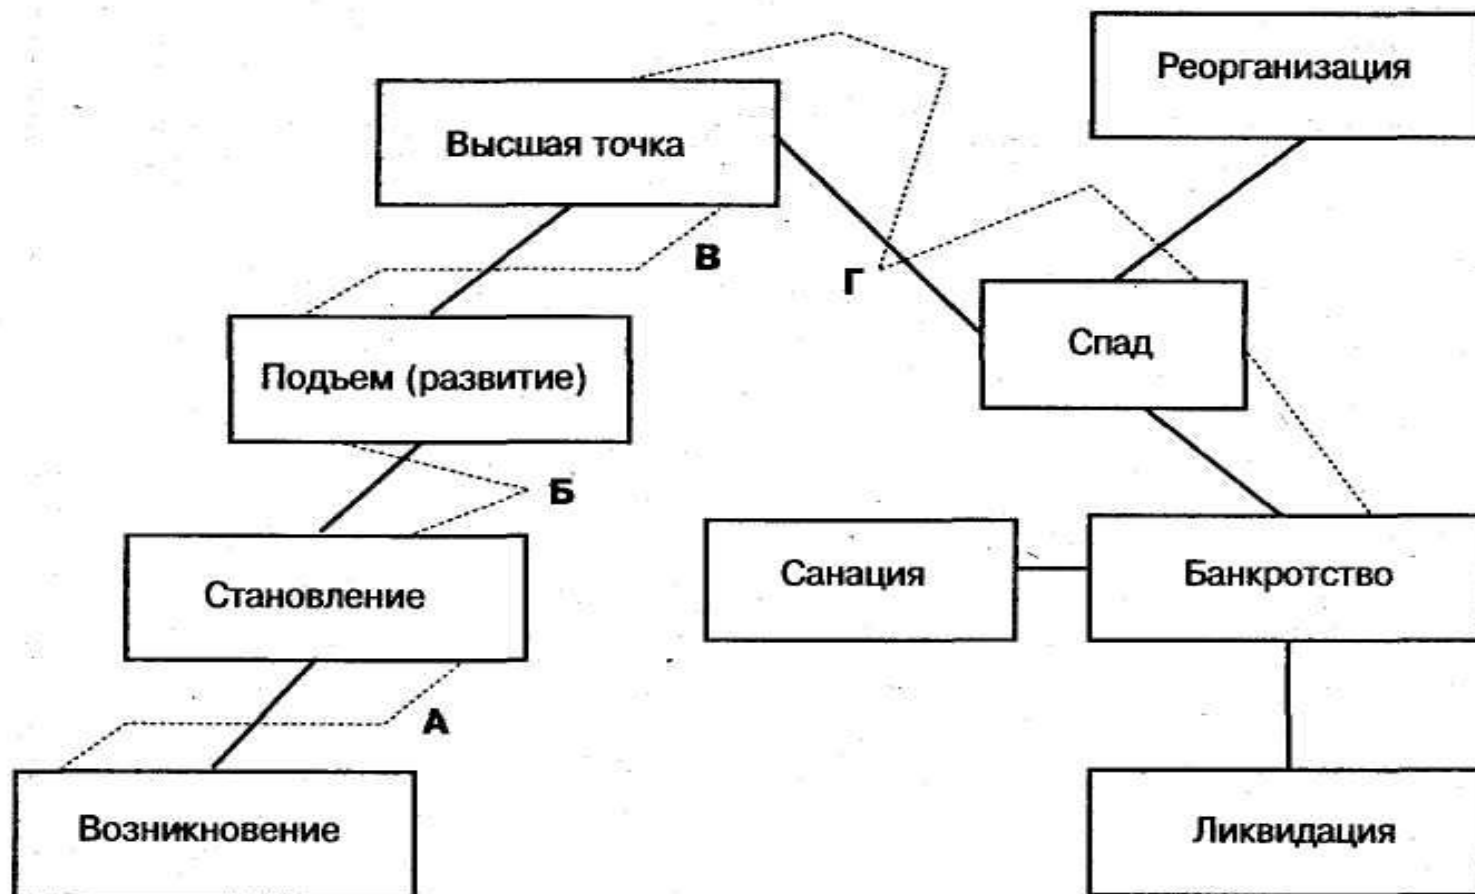 Реорганизация
Высшая точка
В
Г
Спад
Подъем (развитие)
Б
Санация
Банкротство
Становление
А
Возникновение
Ликвидация